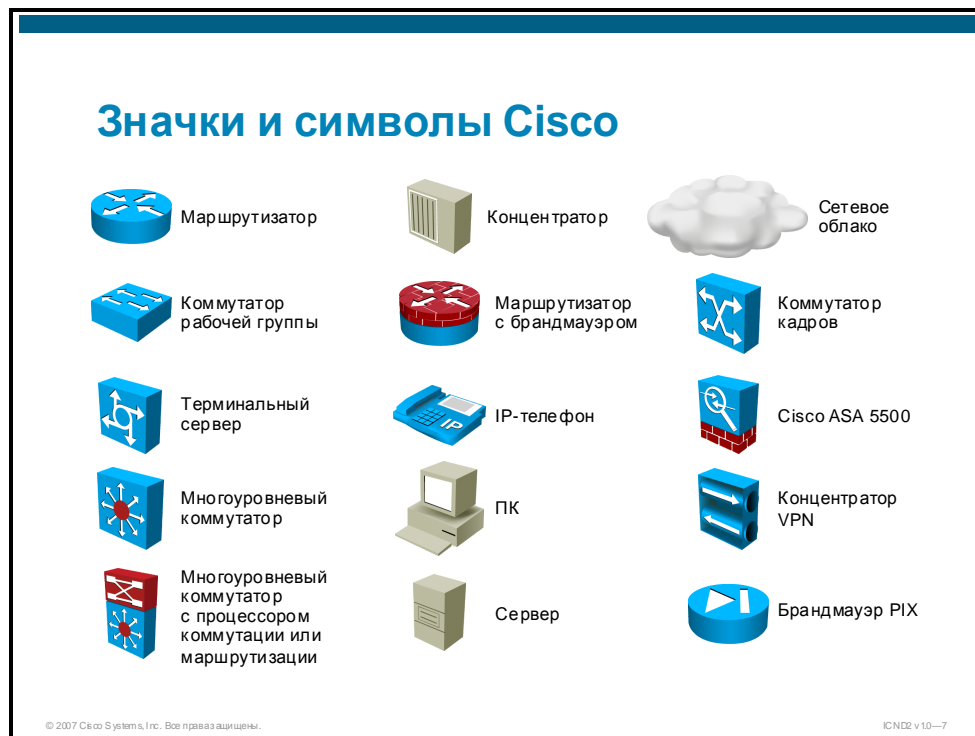 Значки и символы Cisco
Маршрутизатор
Концентратор
Сетевое
облако
Коммутатор
рабочей группы
Маршрутизатор
с брандмауэром
Коммутатор
кадров
Терминальный
сервер
IP
IP-телефон
Cisco ASA 5500
Многоуровневый
коммутатор
ПК
Концентратор
VPN
Многоуровневый
коммутатор
с процессором
коммутации или
маршрутизации
Сервер
Брандмауэр PIX
© 2007 Cisco Systems, Inc. Все права защищены.
ICND2 v1.0—7